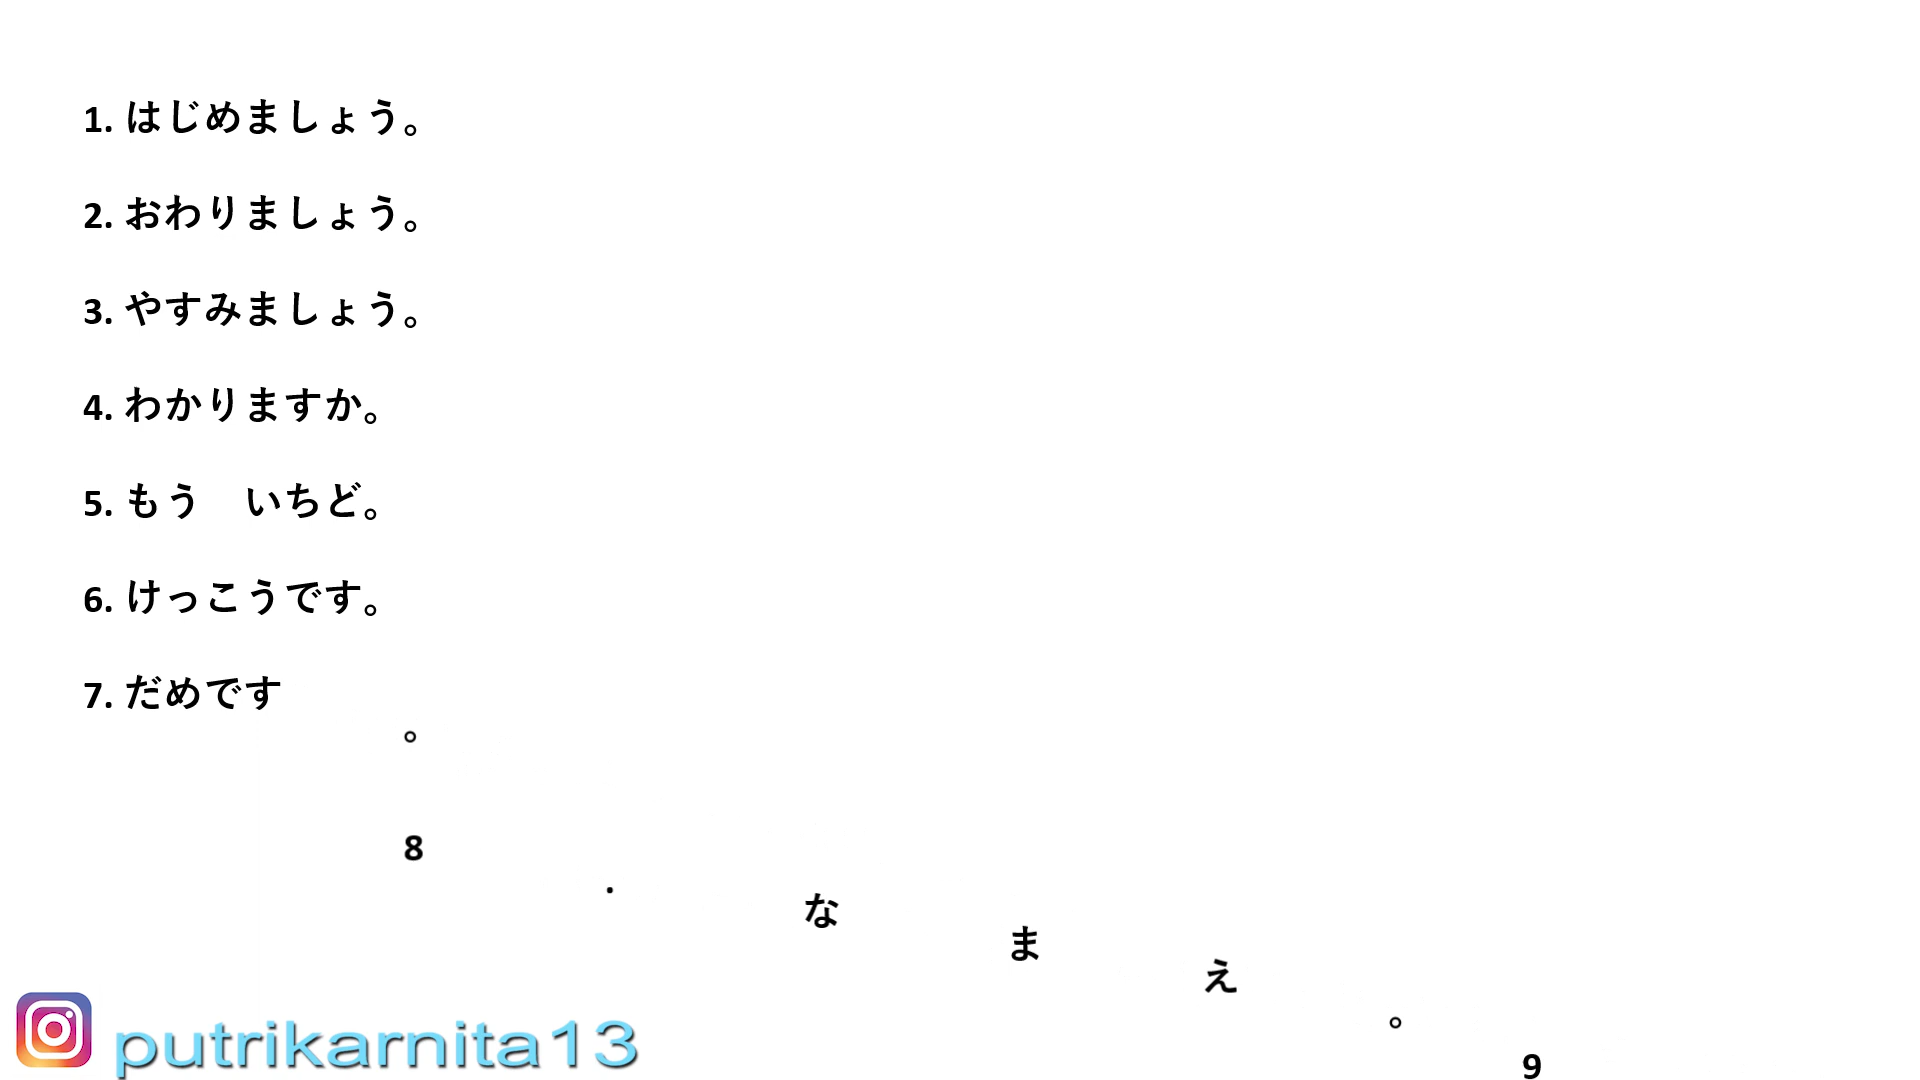 1. はじめましょう。
2. おわりましょう。
3. やすみましょう。
4. わかりますか。
5. もう　いちど。
6. けっこうです。
7. だめです。
8. なまえ。
9
putrikarnita13